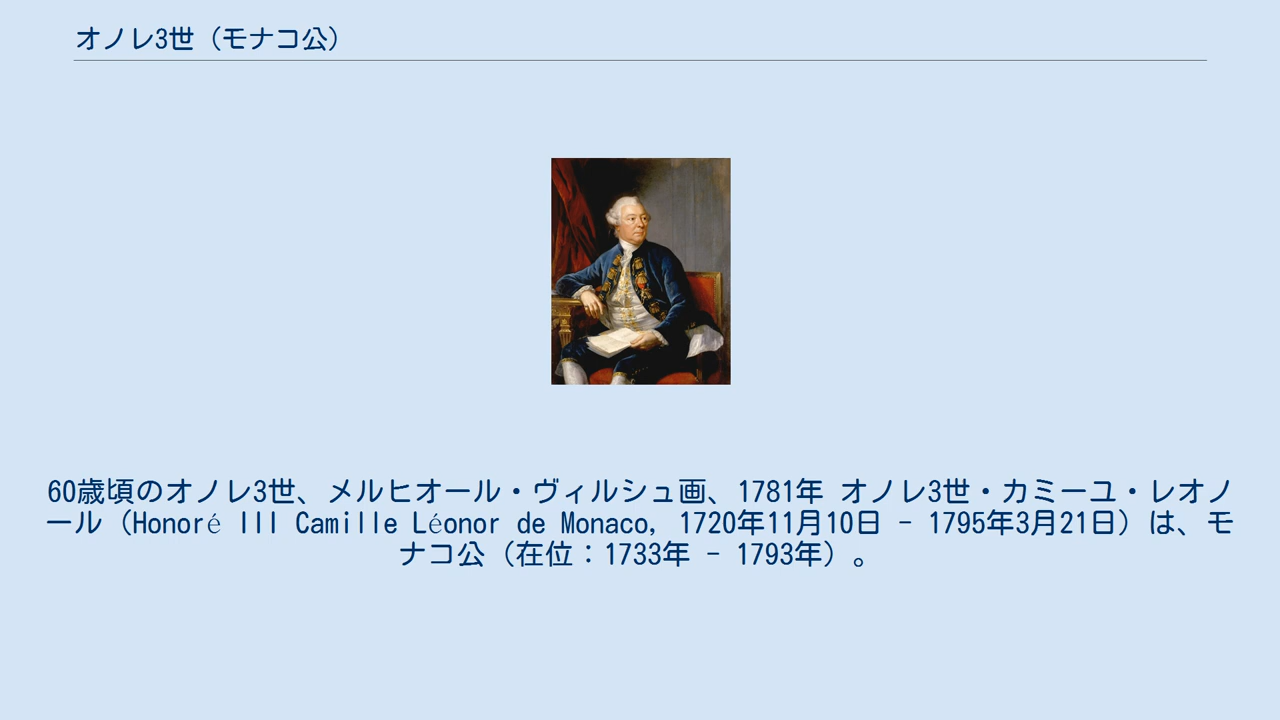 オノレ3世（モナコ公）
60歳頃のオノレ3世、メルヒオール・ヴィルシュ画、1781年 オノレ3世・カミーユ・レオノ
ール（Honoré III Camille Léonor de Monaco, 1720年11月10日 - 1795年3月21日）は、モ
ナコ公（在位：1733年 - 1793年）。